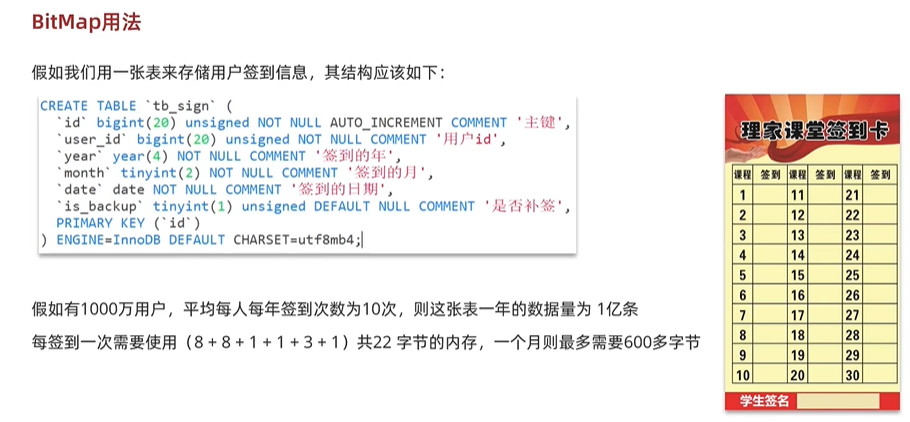 BitMap用法
假如我们用一张表来存储用户签到信息，其结构应该如下：
CREATE TABLE `tb_sign` (
`id` bigint(20) unsigned NOT NULL AUTO_INCREMENT COMMENT '主键',
`user_id` bigint(20) unsigned NOT NULL COMMENT '用户id',
`year` year(4) NOT NULL COMMENT '签到的年',
`month` tinyint(2) NOT NULL COMMENT '签到的月',
`date` date NOT NULL COMMENT '签到的日期',
`is_backup` tinyint(1) unsigned DEFAULT NULL COMMENT '是否补签',
PRIMARY KEY (`id`)
) ENGINE=InnoDB DEFAULT CHARSET=utf8mb4;
假如有1000万用户，平均每人每年签到次数为10次，则这张表一年的数据量为 1亿条
每签到一次需要使用（8 + 8 + 1 + 1 + 3 + 1）共22 字节的内存，一个月则最多需要600多字节
理家课堂签到卡
课程 签到 课程 签到 课程 签到
1 11 21
2 12 22
3 13 23
4 14 24
5 15 25
6 16 26
7 17 27
8 18 28
9 19 29
10 20 30
学生签名